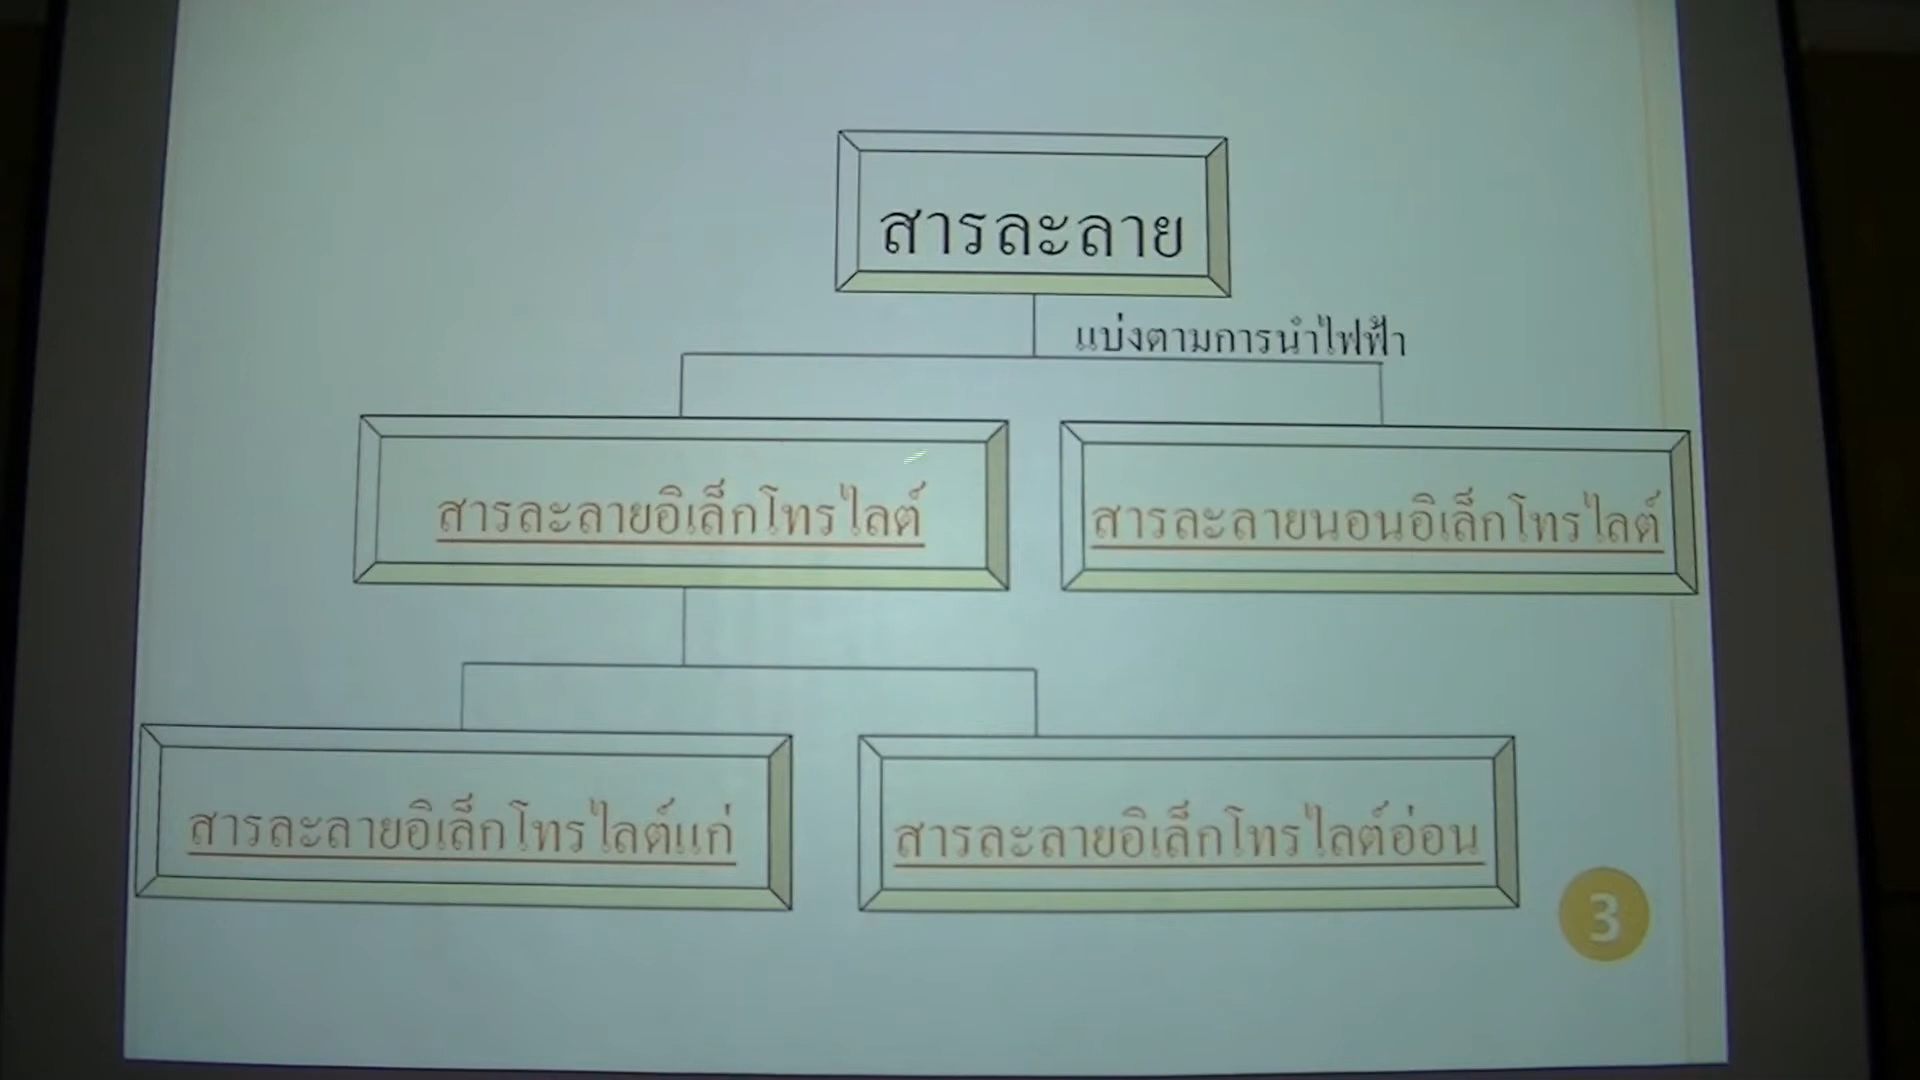 สารละลาย
แบ่งตามการนำไฟฟ้า
สารละลายอิเล็กโทรไลต์
สารละลายนอนอิเล็กโทรไลต์
สารละลายอิเล็กโทรไลต์แก่
สารละลายอิเล็กโทรไลต์อ่อน
3